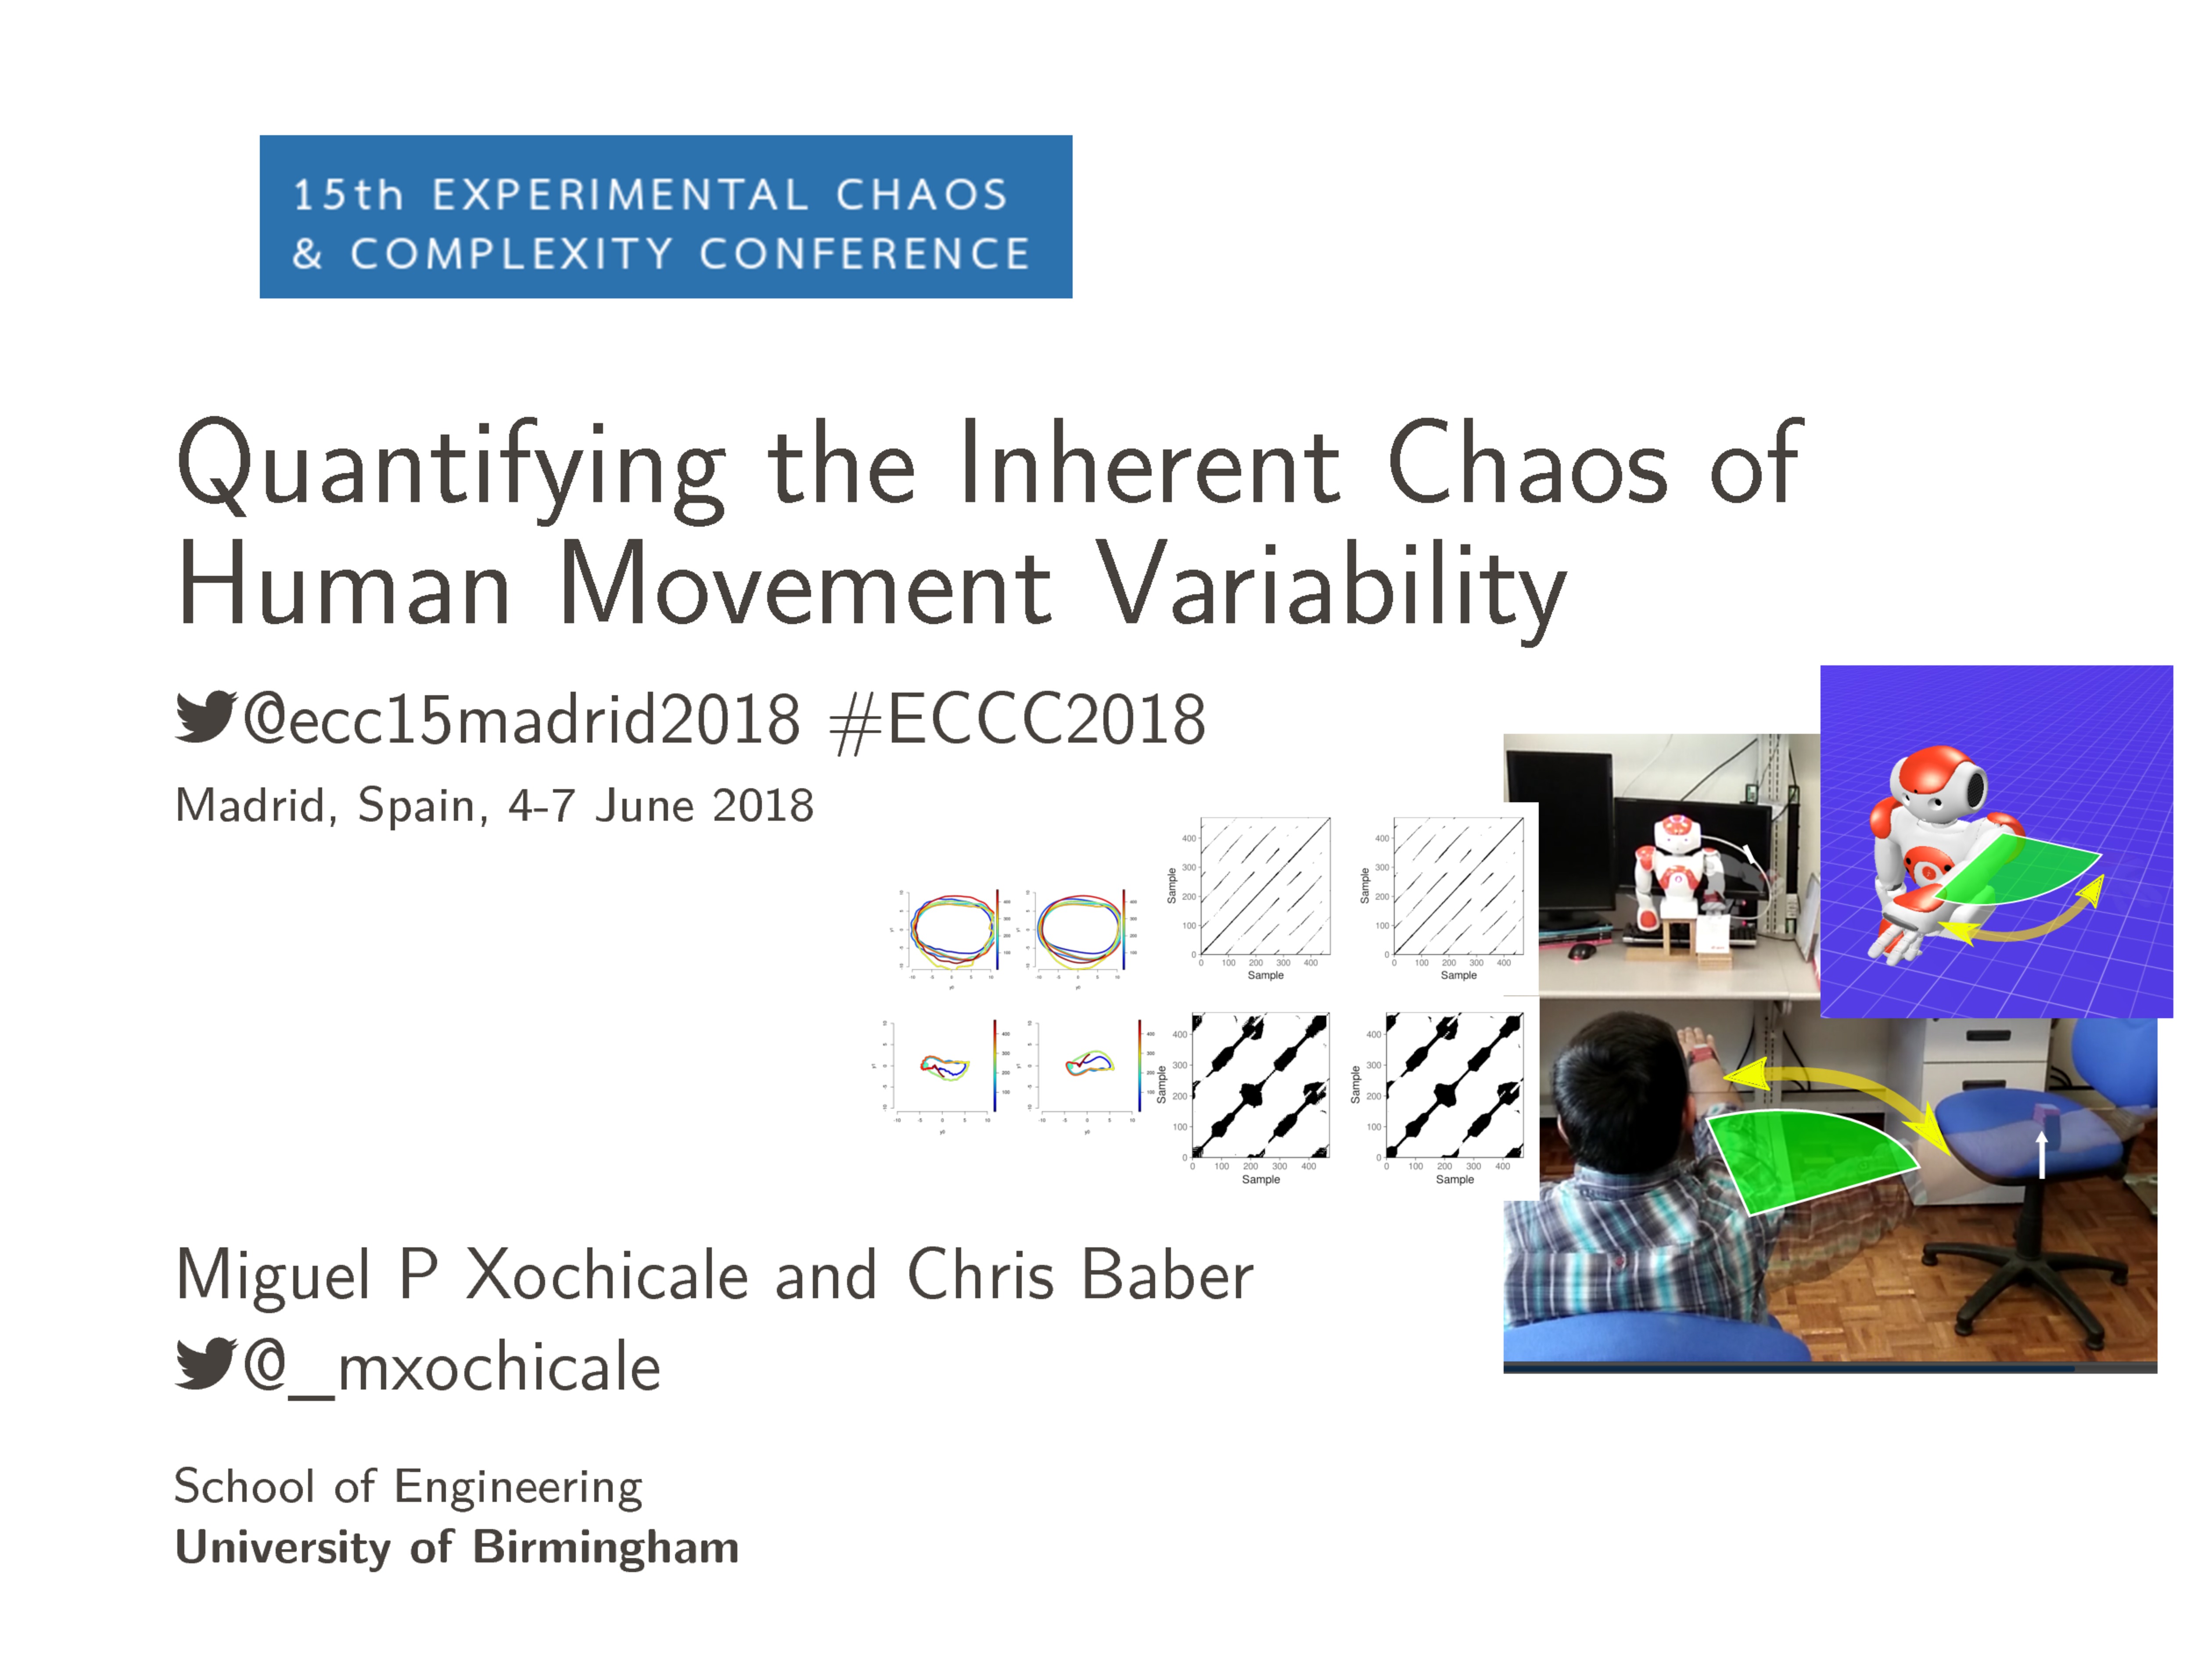 15th EXPERIMENTAL CHAOS
& COMPLEXITY CONFERENCE
Quantifying the Inherent Chaos of
Human Movement Variability
@ecc15madrid2018 #ECCC2018
Madrid, Spain, 4-7 June 2018
Sample
400
300
200
100
0
0 100 200 300 400
Sample
Sample
400
300
200
100
0
0 100 200 300 400
Sample
Sample
400
300
200
100
0
0 100 200 300 400
Sample
Sample
400
300
200
100
0
0 100 200 300 400
Sample
Miguel P Xochicale and Chris Baber
@_mxochicale
School of Engineering
University of Birmingham